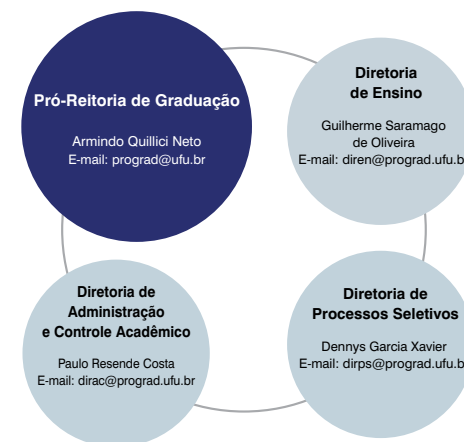 Pró-Reitoria de Graduação
Armindo Quillici Neto
E-mail: prograd@ufu.br
Diretoria
de Ensino
Guilherme Saramago
de Oliveira
E-mail: diren@prograd.ufu.b
Diretoria de
Administração
e Controle Acadêmico
Paulo Resende Costa
E-mail: dirac@prograd.ufu.br
Diretoria de
Processos Seletivos
Dennys Garcia Xavier
E-mail: dirps@prograd.ufu.b